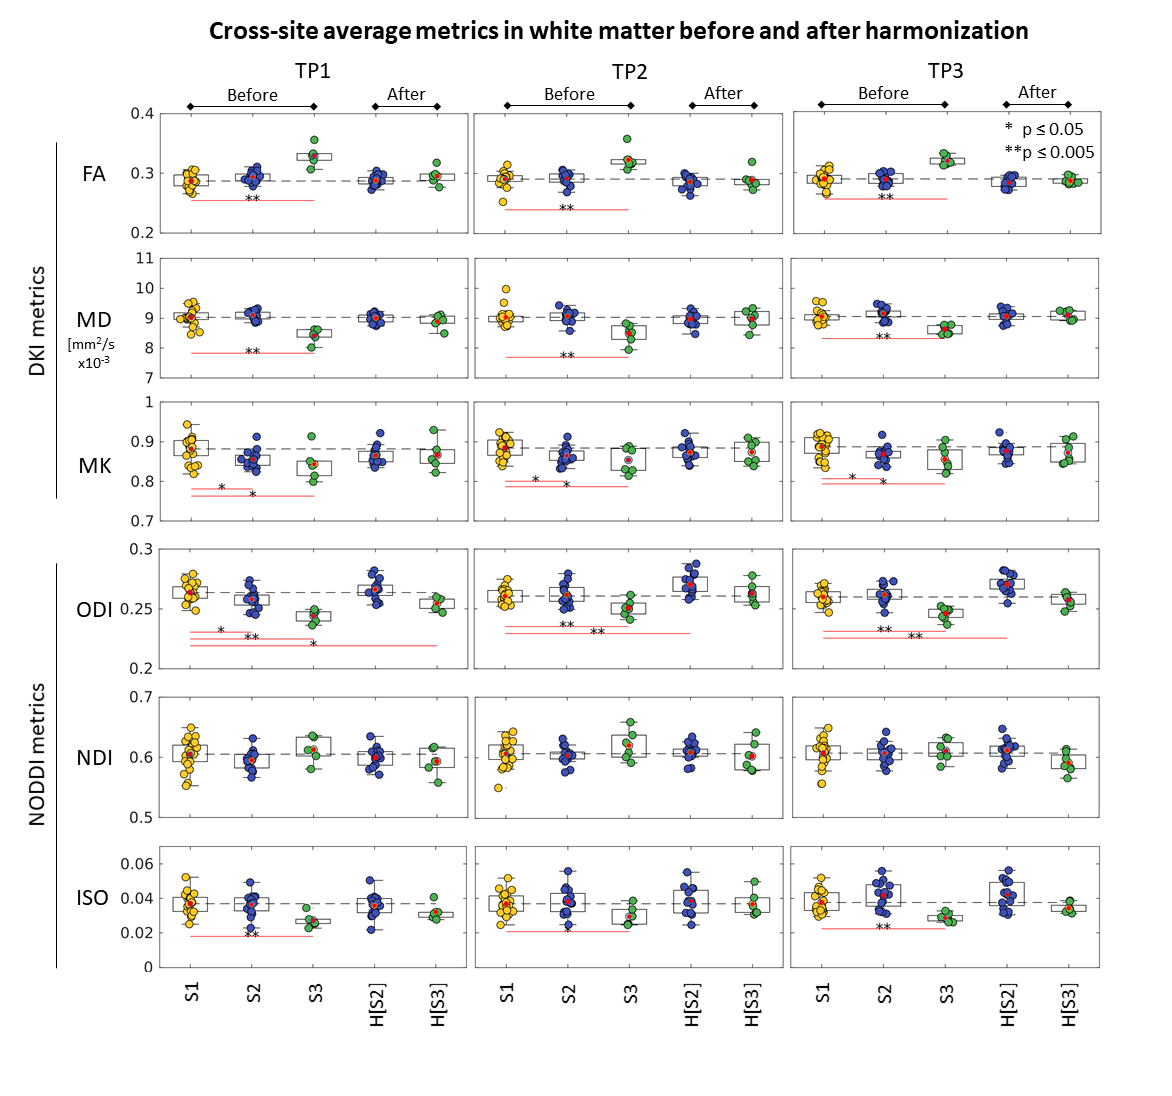 Cross-site average metrics in white matter before and after harmonization
TP1 TP2 TP3
Before After Before After Before After
* p ≤ 0.05
**p ≤ 0.005
DKI metrics
FA
0.4
0.3
0.2
** ** **
MD
[mm²/s
x10⁻³
11
10
9
8
7
** ** **
MK
1
0.9
0.8
0.7
* * *
* * *
NODDI metrics
ODI
0.3
0.25
0.2
*
** ** **
* ** **
NDI
0.7
0.6
0.5
ISO
0.06
0.04
0.02
0
** * **
S1 S2 S3 H[S2] H[S3] S1 S2 S3 H[S2] H[S3] S1 S2 S3 H[S2] H[S3]